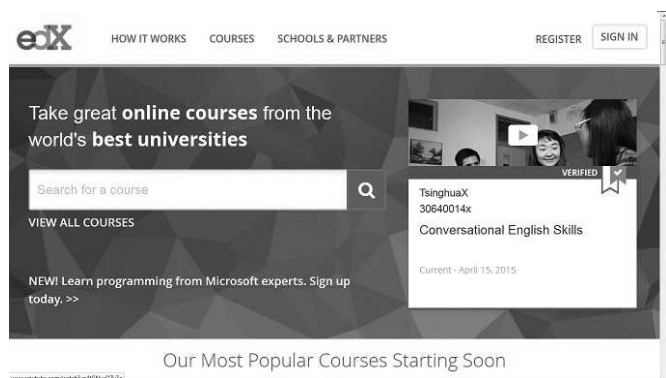 edX
HOW IT WORKS COURSES SCHOOLS & PARTNERS REGISTER SIGN IN
Take great online courses from the
world's best universities
Search for a course
VIEW ALL COURSES
NEW! Learn programming from Microsoft experts. Sign up
today. >>
VERIFIED
TsinghuaX
30640014x
Conversational English Skills
Current - April 15, 2015
Our Most Popular Courses Starting Soon